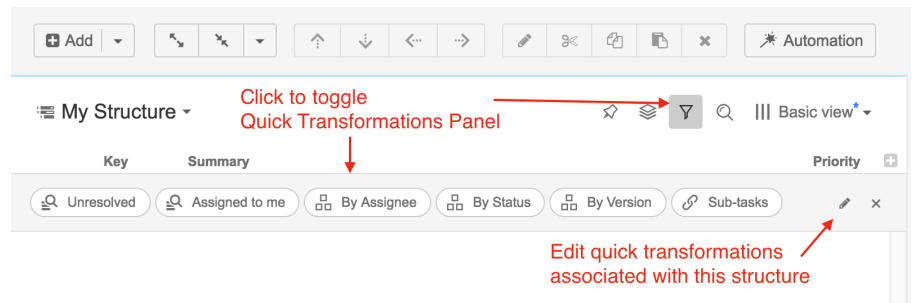 Add
Automation
My Structure
Click to toggle
Quick Transformations Panel
Basic view*
Key Summary Priority
Unresolved Assigned to me By Assignee By Status By Version Sub-tasks
Edit quick transformations
associated with this structure